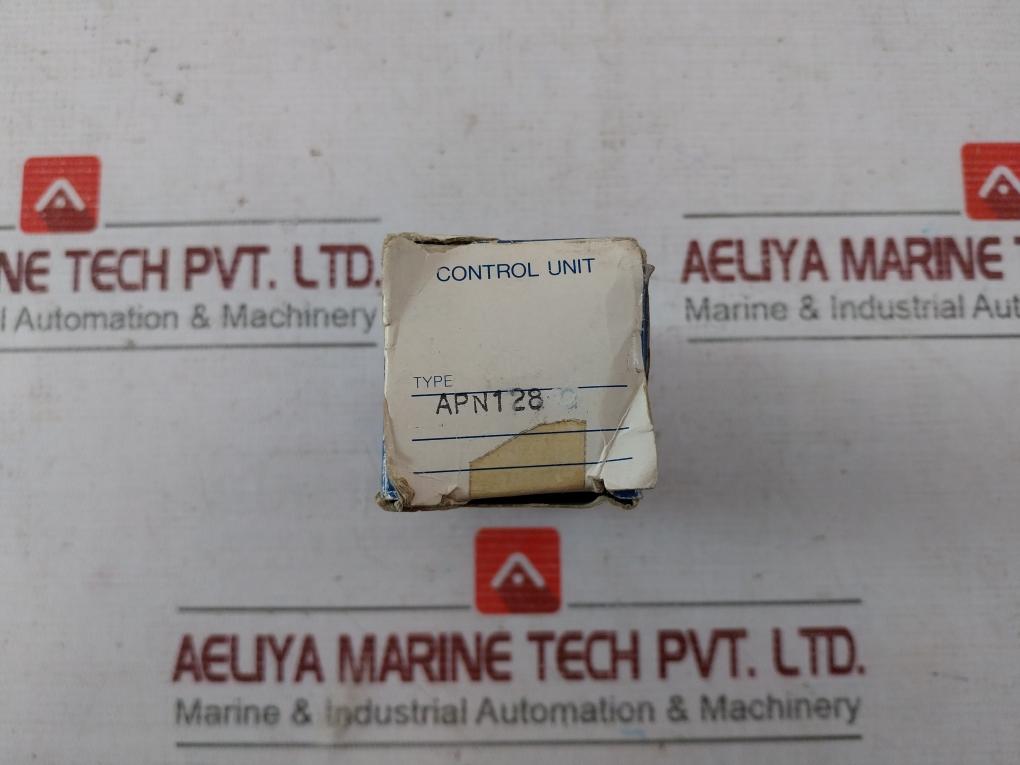 NE TECH PVT. LTD.
l Automation & Machinery
AELIYA MARINE T
Marine & Industrial Aut
CONTROL UNIT
TYPE
APN128
AELIYA MARINE TECH PVT. LTD.
Marine & Industrial Automation & Machinery